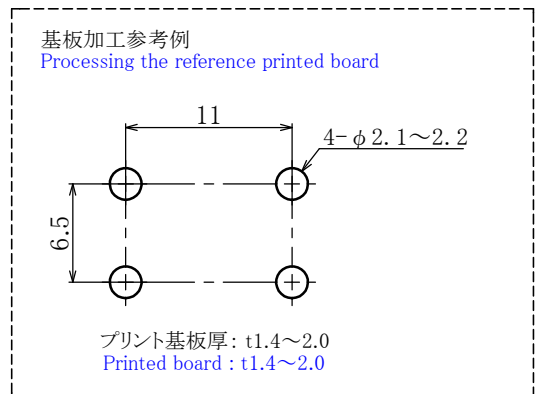 基板加工参考例
Processing the reference printed board
11
4-φ2.1～2.2
6.5
プリント基板厚: t1.4～2.0
Printed board : t1.4～2.0